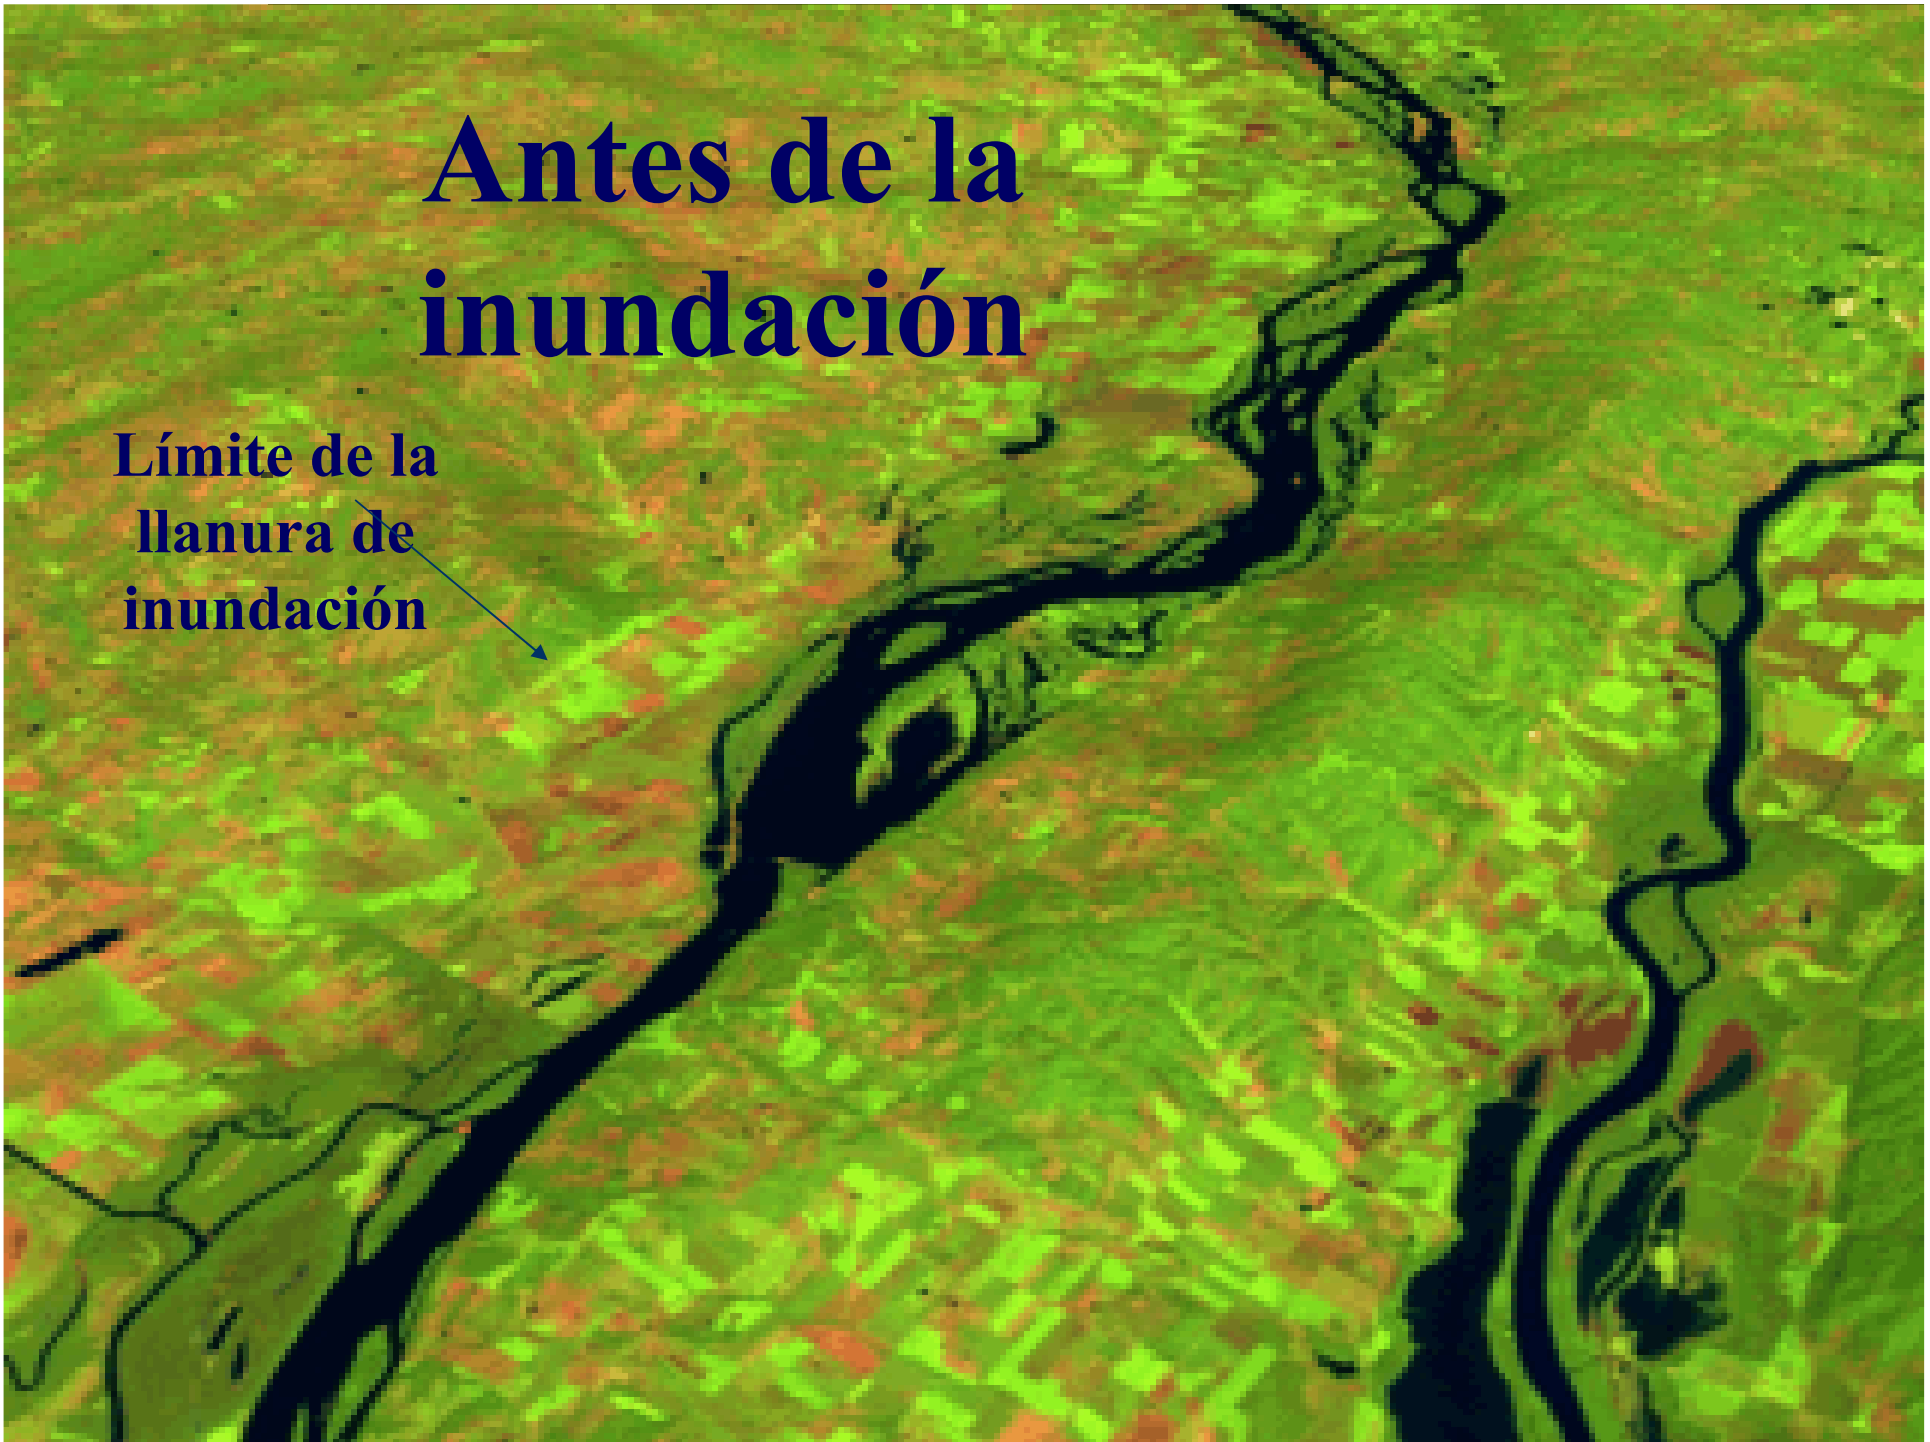 Antes de la
inundación
Límite de la
llanura de
inundación